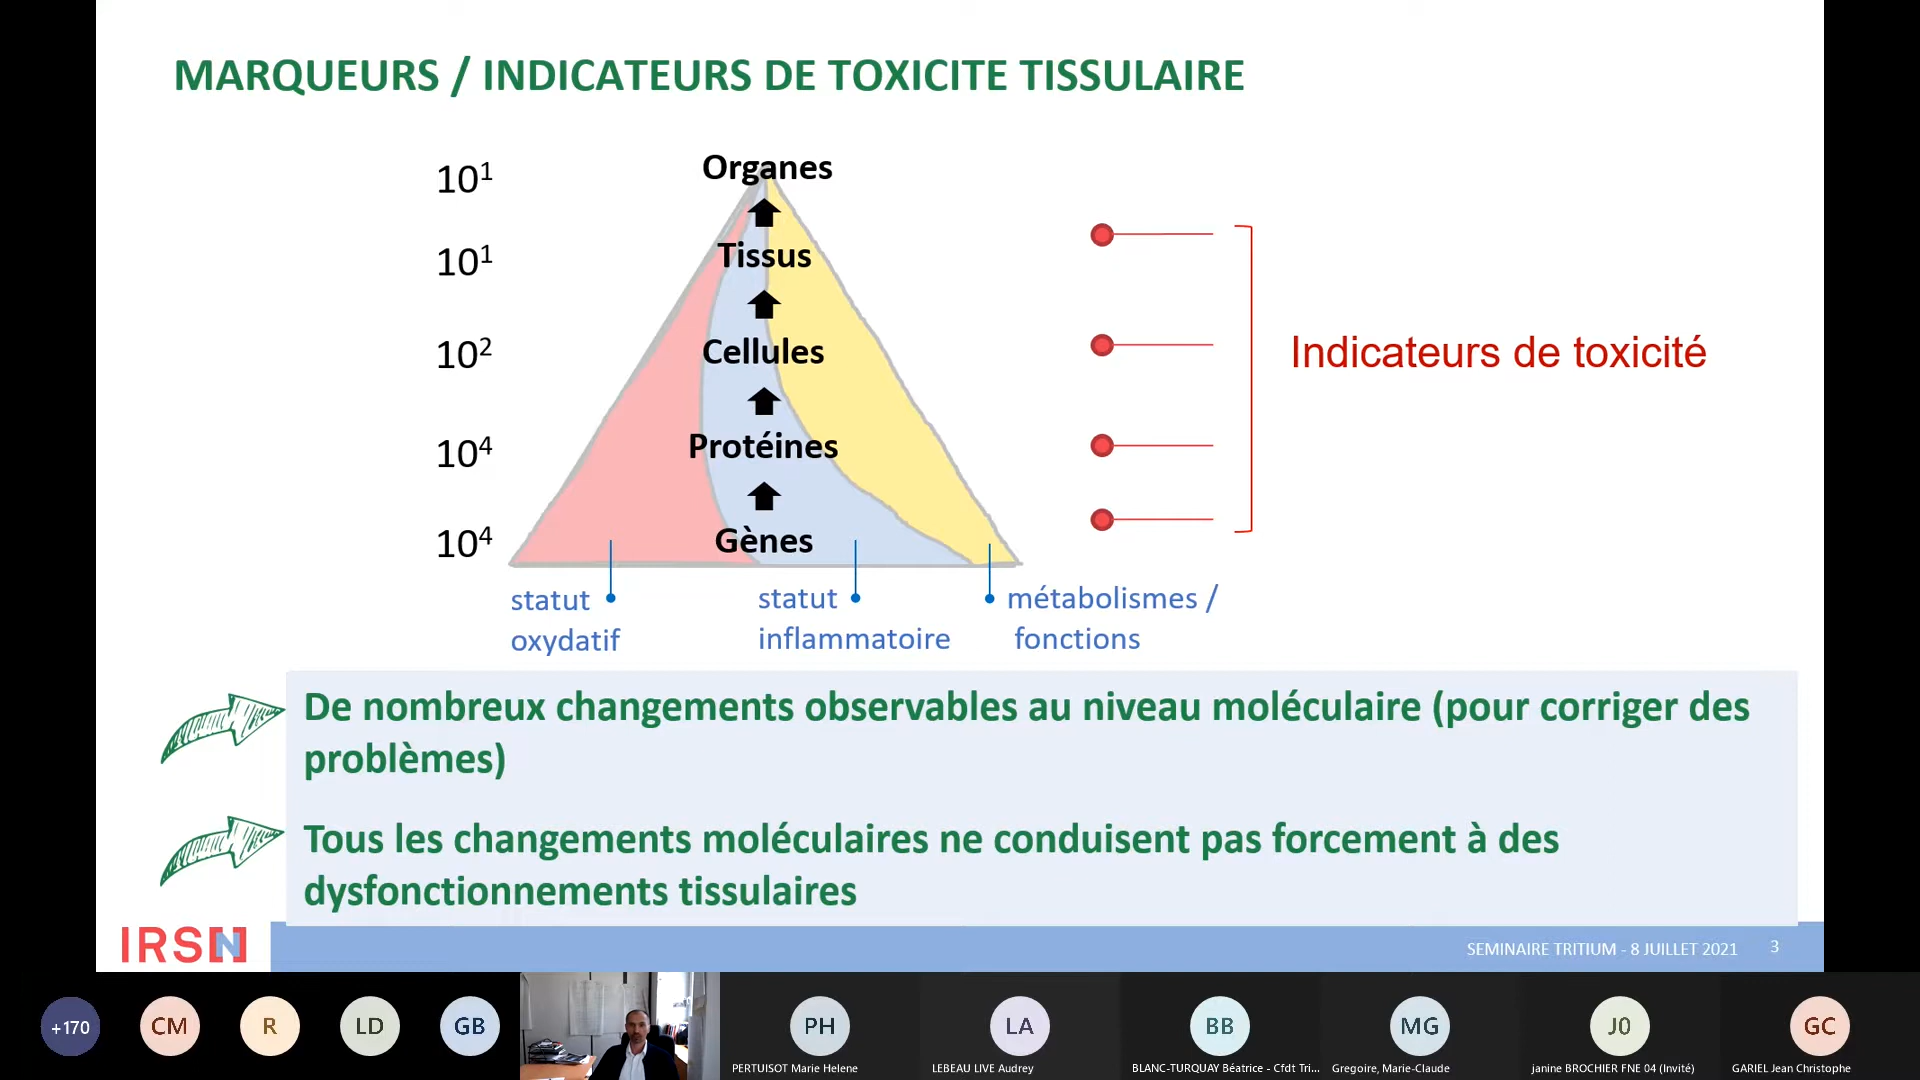 MARQUEURS / INDICATEURS DE TOXICITE TISSULAIRE
10¹
Organes
10¹
Tissus
10²
Cellules
Indicateurs de toxicité
10⁴
Protéines
10⁴
Gènes
statut
oxydatif
statut
inflammatoire
métabolismes /
fonctions
De nombreux changements observables au niveau moléculaire (pour corriger des
problèmes)
Tous les changements moléculaires ne conduisent pas forcement à des
dysfonctionnements tissulaires
IRSN
SEMINAIRE TRITIUM - 8 JUILLET 2021
3
+170
CM
R
LD
GB
PH
LA
BB
MG
J0
GC
PERTUISOT Marie Helene
LEBEAU LIVE Audrey
BLANC-TURQUAY Béatrice - Cfdt Tri...
Gregoire, Marie-Claude
janine BROCHIER FNE 04 (Invité)
GARIEL Jean Christophe